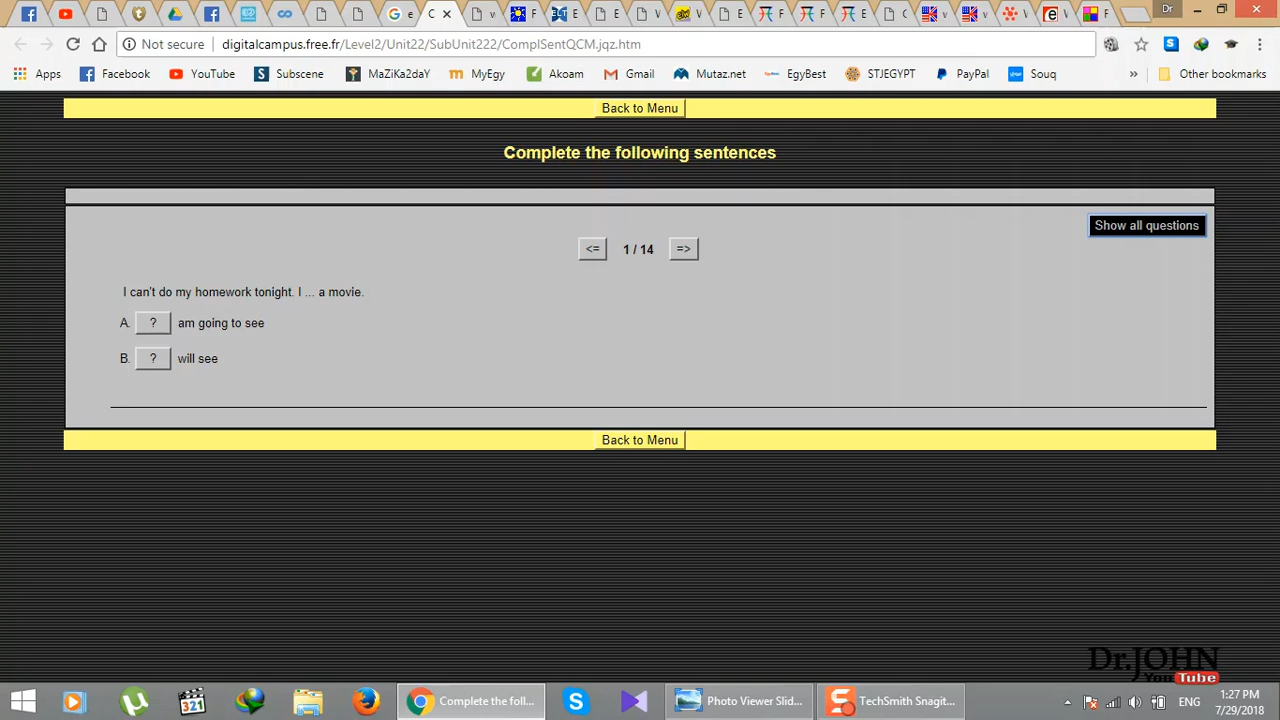 Dr
Not secure digitalcampus.free.fr/Level2/Unit22/SubUnit222/ComplSentQCM.jqz.htm
Apps Facebook YouTube Subscene MaZiKa2daY MyEgy Akoam Gmail Mutaz.net EgyBest STJEGYPT PayPal Souq » Other bookmarks
Back to Menu
Complete the following sentences
Show all questions
<= 1 / 14 =>
I can't do my homework tonight. I ... a movie.
A. ? am going to see
B. ? will see
Back to Menu
Dr.JOHN
YouTube
Complete the foll... Photo Viewer Slid... TechSmith Snagit... ENG 1:27 PM
7/29/2018